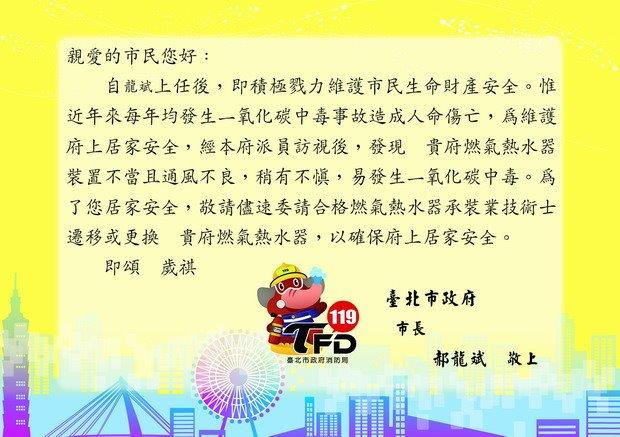 親愛的市民您好：
自龍斌上任後，即積極戮力維護市民生命財產安全。惟
近年來每年均發生一氧化碳中毒事故造成人命傷亡，爲維護
府上居家安全，經本府派員訪視後，發現　貴府燃氣熱水器
裝置不當且通風不良，稍有不慎，易發生一氧化碳中毒。爲
了您居家安全，敬請儘速委請合格燃氣熱水器承裝業技術士
遷移或更換　貴府燃氣熱水器，以確保府上居家安全。
即頌　歲祺
119
TFD
臺北市政府消防局
臺北市政府
市長
郝龍斌　敬上